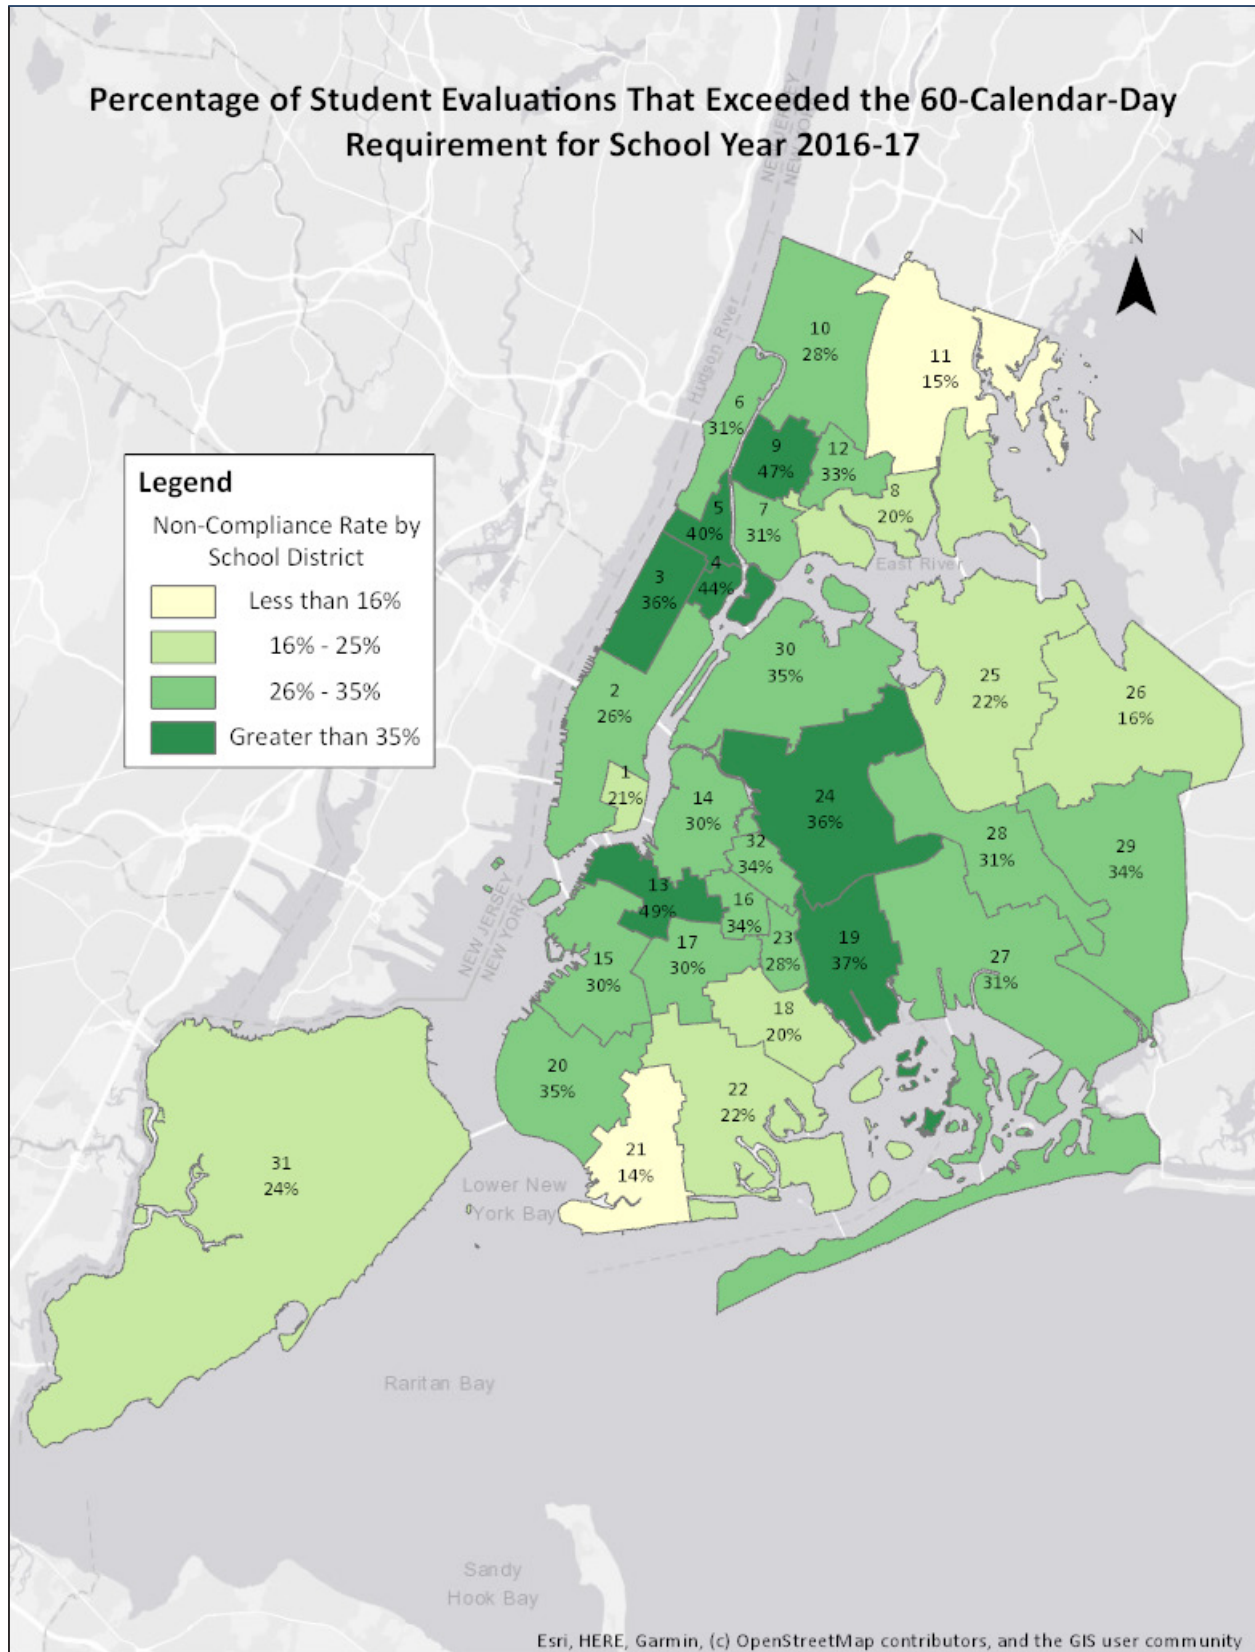 Percentage of Student Evaluations That Exceeded the 60-Calendar-Day
Requirement for School Year 2016-17
NEW JERSEY
NEW YORK
N
Hudson River
10
28%
11
15%
6
31%
9
47%
12
33%
8
20%
5
40%
7
31%
East River
4
44%
3
36%
Legend
Non-Compliance Rate by
School District
Less than 16%
16% - 25%
26% - 35%
Greater than 35%
30
35%
25
22%
26
16%
2
26%
1
21%
14
30%
24
36%
32
34%
28
31%
29
34%
13
49%
16
34%
NEW JERSEY
NEW YORK
15
30%
17
30%
23
28%
19
37%
27
31%
18
20%
20
35%
22
22%
21
14%
31
24%
Lower New
York Bay
Raritan Bay
Sandy
Hook Bay
Esri, HERE, Garmin, (c) OpenStreetMap contributors, and the GIS user community